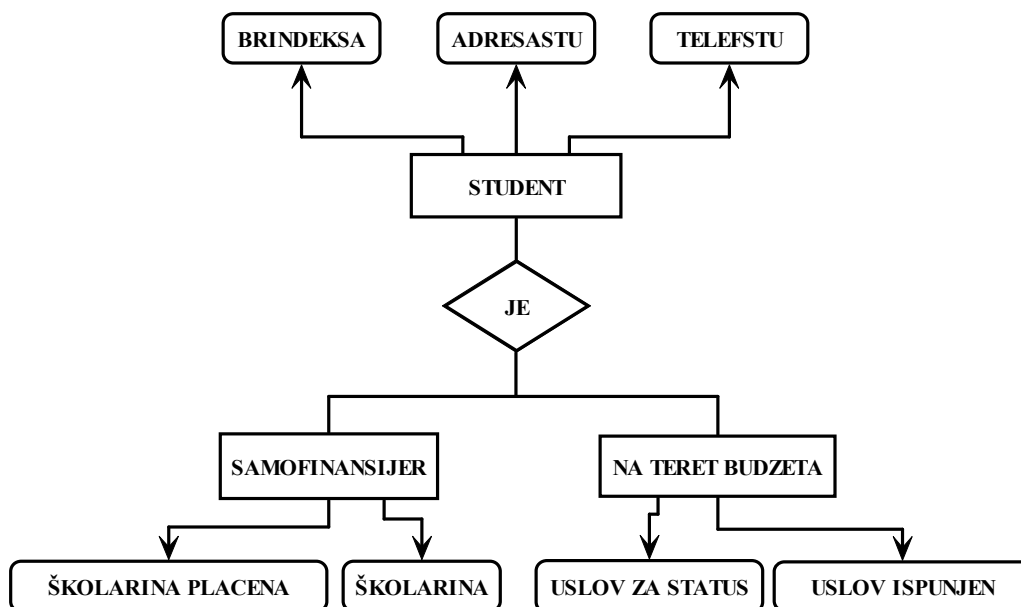 BRINDEKSA
ADRESASTU
TELEFSTU
STUDENT
JE
SAMOFINANSIJER
NA TERET BUDZETA
ŠKOLARINA PLACENA
ŠKOLARINA
USLOV ZA STATUS
USLOV ISPUNJEN